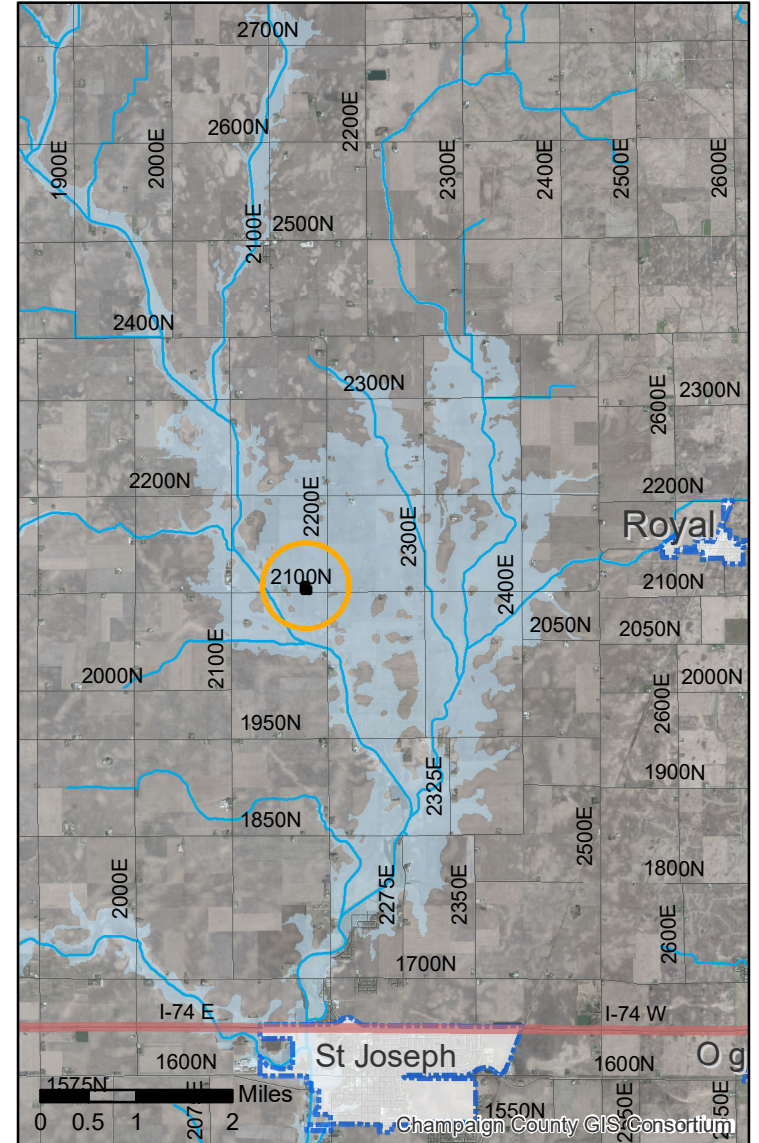 2700N
2600N
1900E
2000E
2200E
2300E
2400E
2500E
2600E
2100E
2500N
2400N
2300N
2600E
2300N
2200N
2200E
2300E
2200N
Royal
2100N
2400E
2100N
2100E
2050N
2050N
2000N
2000N
2600E
1950N
2325E
1900N
1850N
2500E
2000E
2275E
2350E
1800N
2600E
1700N
I-74 E
I-74 W
St Joseph
1600N
1600N
Og
1575N
Miles
0 0.5 1 2
1550N
Champaign County GIS Consortium